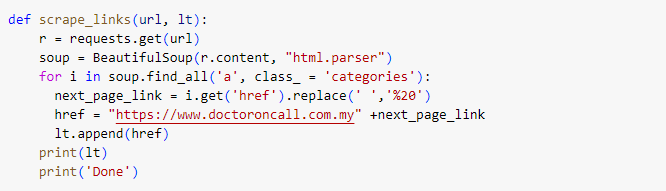 def scrape_links(url, lt):
    r = requests.get(url)
    soup = BeautifulSoup(r.content, "html.parser")
    for i in soup.find_all('a', class_ = 'categories'):
      next_page_link = i.get('href').replace(' ','%20')
      href = "https://www.doctoroncall.com.my" +next_page_link
      lt.append(href)
    print(lt)
    print('Done')